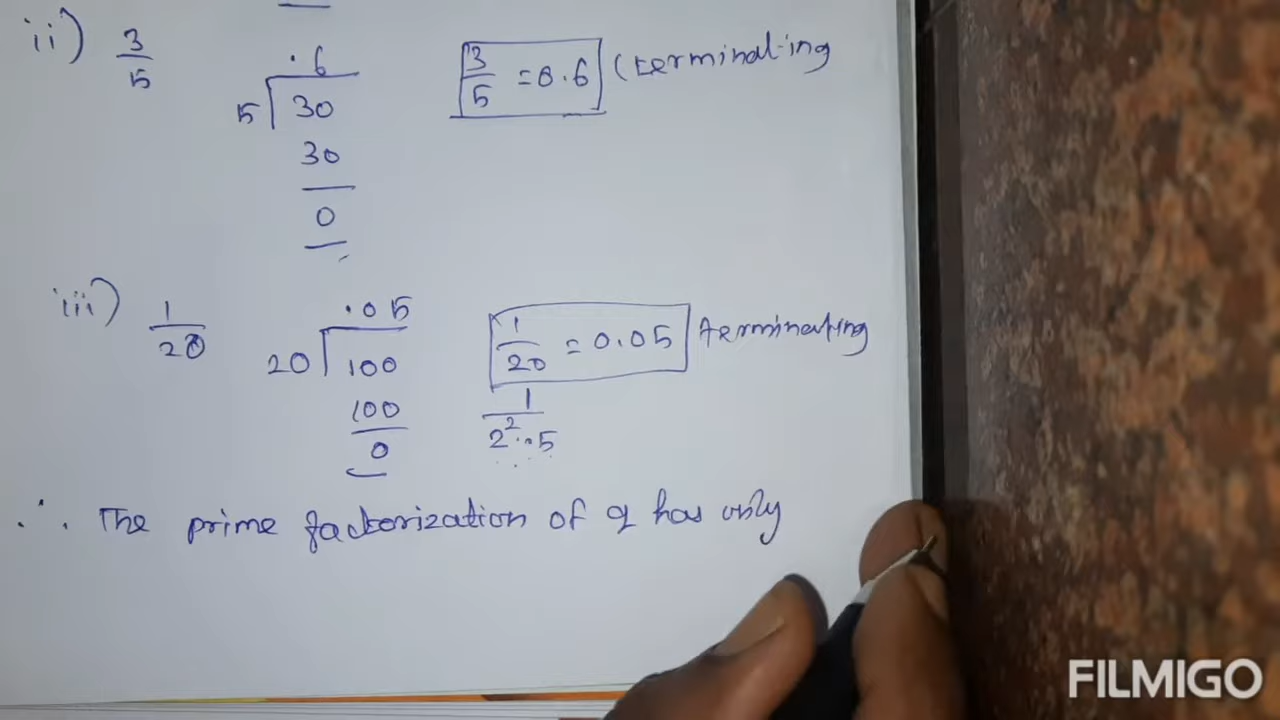 ii) 3/5 .6 3/5 = 0.6 (terminating
5 30
30
0
iii) 1/20 .05 1/20 = 0.05 terminating
20 100
100 1/2².5
0
∴ The prime factorization of q has only
FILMIGO